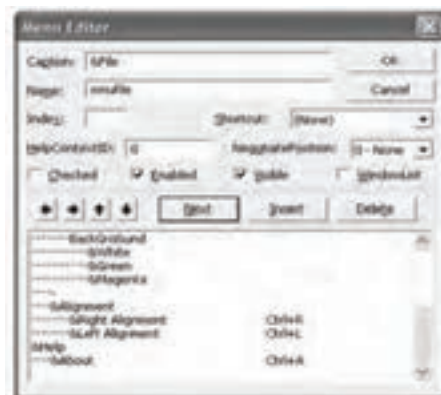 Menu Editor
Caption: &File OK
Name: mnufile Cancel
Index: Shortcut: (None)
HelpContextID: 0 NegotiatePosition: 0 - None
Checked Enabled Visible WindowList
Next Insert Delete
BackGround
&White
&Green
&Magenta
-
&Alignment
&Right Alignment Ctrl+R
&Left Alignment Ctrl+L
&Help
&About Ctrl+A